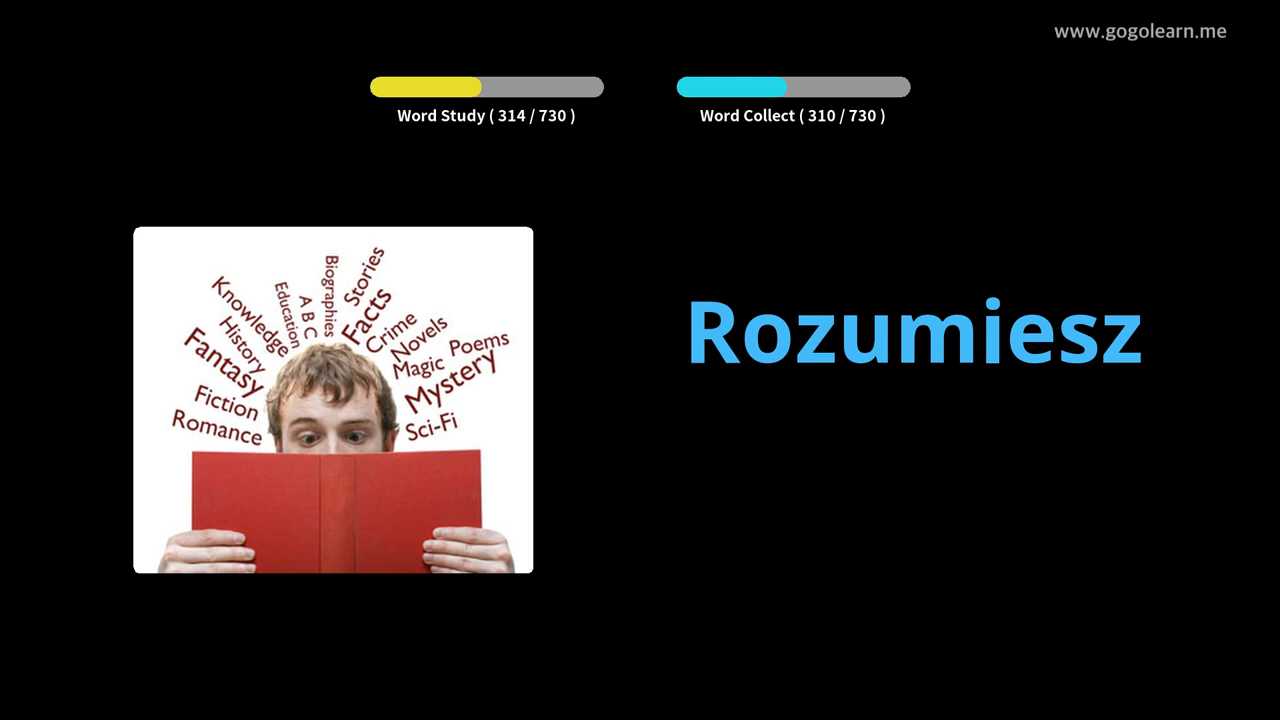 www.gogolearn.me
Word Study ( 314 / 730 )
Word Collect ( 310 / 730 )
Knowledge
Education
A B C
Biographies
Stories
Facts
Crime
Novels
Poems
Magic
Mystery
Sci-Fi
History
Fantasy
Fiction
Romance
Rozumiesz